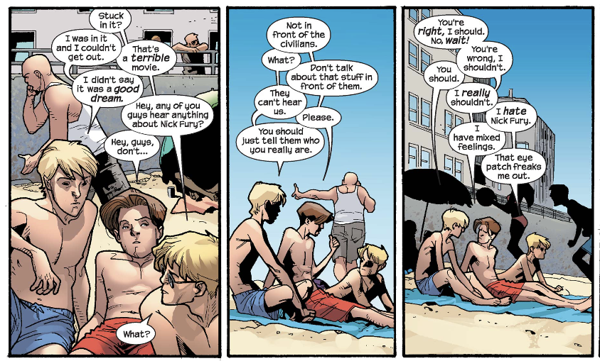 Stuck
in it?
I was in it
and I couldn't
get out.
That's
a terrible
movie.
I didn't say
it was a good
dream.
Hey, any of you
guys hear anything
about Nick Fury?
Hey, guys,
don't...
What?
Not in
front of the
civilians.
What?
Don't talk
about that stuff in
front of them.
They
can't hear
us.
Please.
You should
just tell them who
you really are.
You're
right, I should.
No, wait!
You're
wrong, I
shouldn't.
You
should.
I really
shouldn't.
I hate
Nick Fury.
I
have mixed
feelings.
That eye
patch freaks
me out.